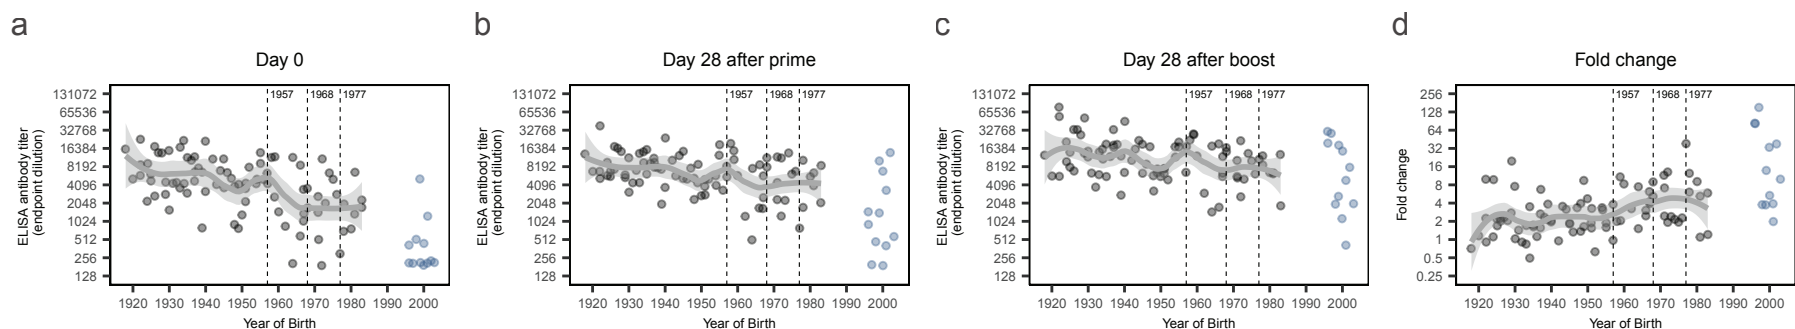 a
Day 0
ELISA antibody titer
(endpoint dilution)
131072
65536
32768
16384
8192
4096
2048
1024
512
256
128
1957
1968
1977
1920 1930 1940 1950 1960 1970 1980 1990 2000
Year of Birth
b
Day 28 after prime
ELISA antibody titer
(endpoint dilution)
131072
65536
32768
16384
8192
4096
2048
1024
512
256
128
1957
1968
1977
1920 1930 1940 1950 1960 1970 1980 1990 2000
Year of Birth
c
Day 28 after boost
ELISA antibody titer
(endpoint dilution)
131072
65536
32768
16384
8192
4096
2048
1024
512
256
128
1957
1968
1977
1920 1930 1940 1950 1960 1970 1980 1990 2000
Year of Birth
d
Fold change
Fold change
256
128
64
32
16
8
4
2
1
0.5
0.25
1957
1968
1977
1920 1930 1940 1950 1960 1970 1980 1990 2000
Year of Birth